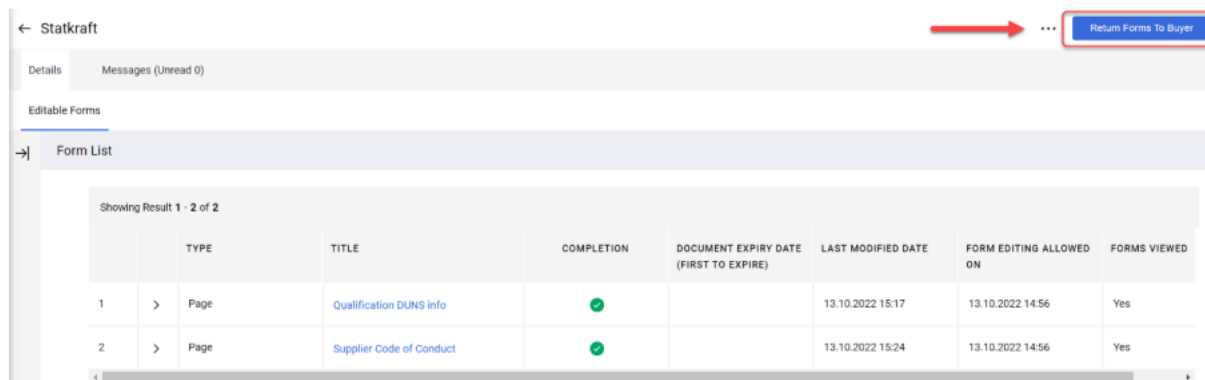 ← Statkraft
... Return Forms To Buyer
Details Messages (Unread 0)
Editable Forms
Form List
Showing Result 1 - 2 of 2
TYPE TITLE COMPLETION DOCUMENT EXPIRY DATE (FIRST TO EXPIRE) LAST MODIFIED DATE FORM EDITING ALLOWED ON FORMS VIEWED
1 > Page Qualification DUNS info 13.10.2022 15:17 13.10.2022 14:56 Yes
2 > Page Supplier Code of Conduct 13.10.2022 15:24 13.10.2022 14:56 Yes